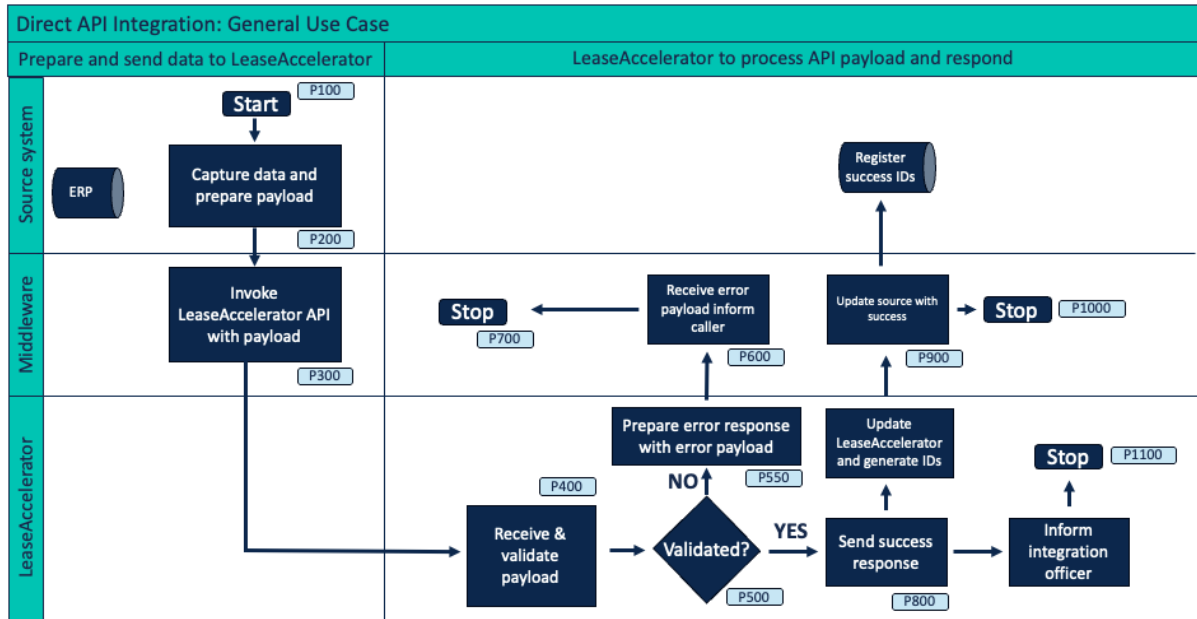 Direct API Integration: General Use Case
Prepare and send data to LeaseAccelerator
LeaseAccelerator to process API payload and respond
Source system
Start
P100
ERP
Capture data and
prepare payload
P200
Register
success IDs
Middleware
Invoke
LeaseAccelerator API
with payload
P300
Stop
P700
Receive error
payload inform
caller
P600
Update source with
success
P900
Stop
P1000
LeaseAccelerator
Prepare error response
with error payload
P550
NO
Update
LeaseAccelerator
and generate IDs
Stop
P1100
P400
Receive &
validate
payload
Validated?
P500
YES
Send success
response
P800
Inform
integration
officer